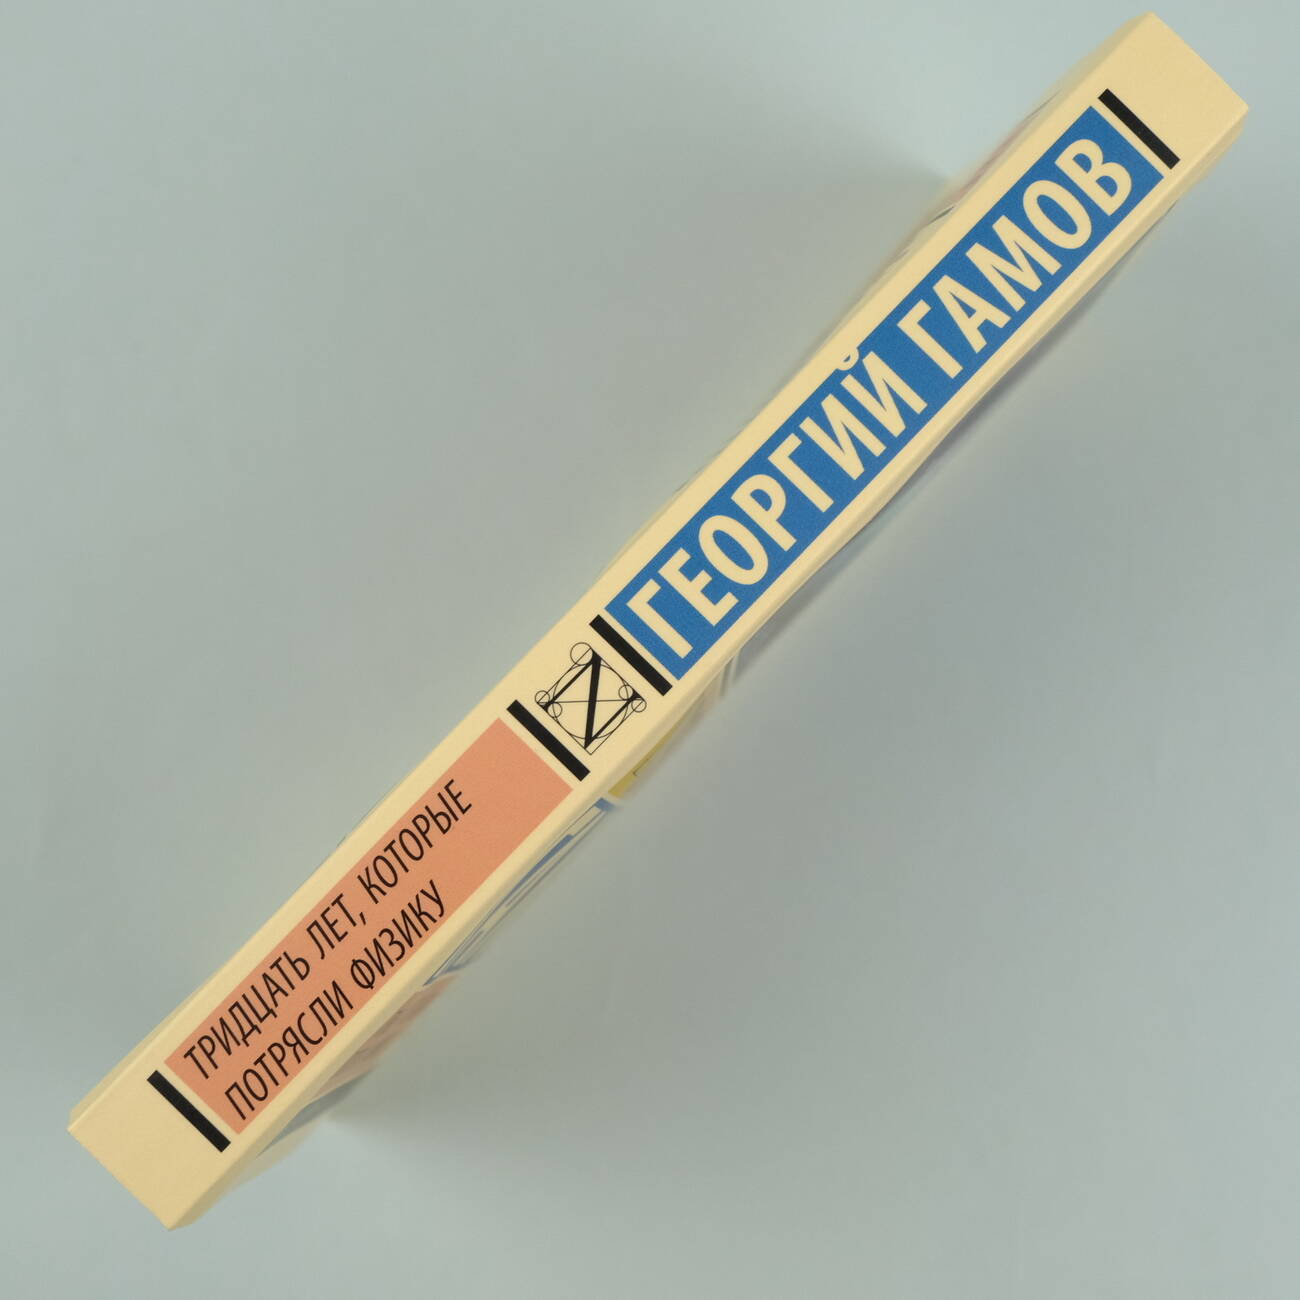 ТРИДЦАТЬ ЛЕТ, КОТОРЫЕ
ПОТРЯСЛИ ФИЗИКУ
ГЕОРГИЙ ГАМОВ